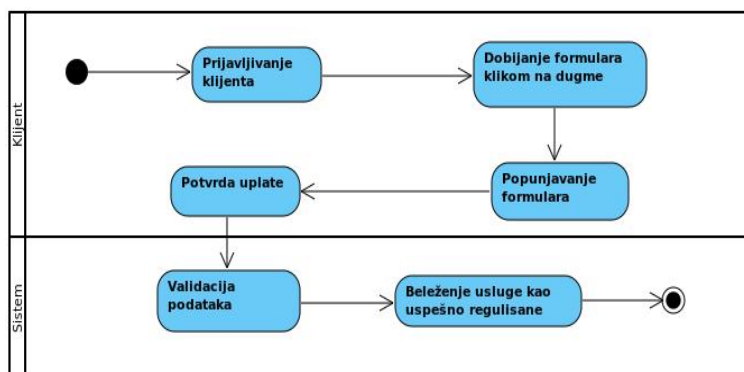 Klijent
Prijavljivanje
klijenta
Dobijanje formulara
klikom na dugme
Popunjavanje
formulara
Potvrda uplate
Sistem
Validacija
podataka
Beleženje usluge kao
uspešno regulisane